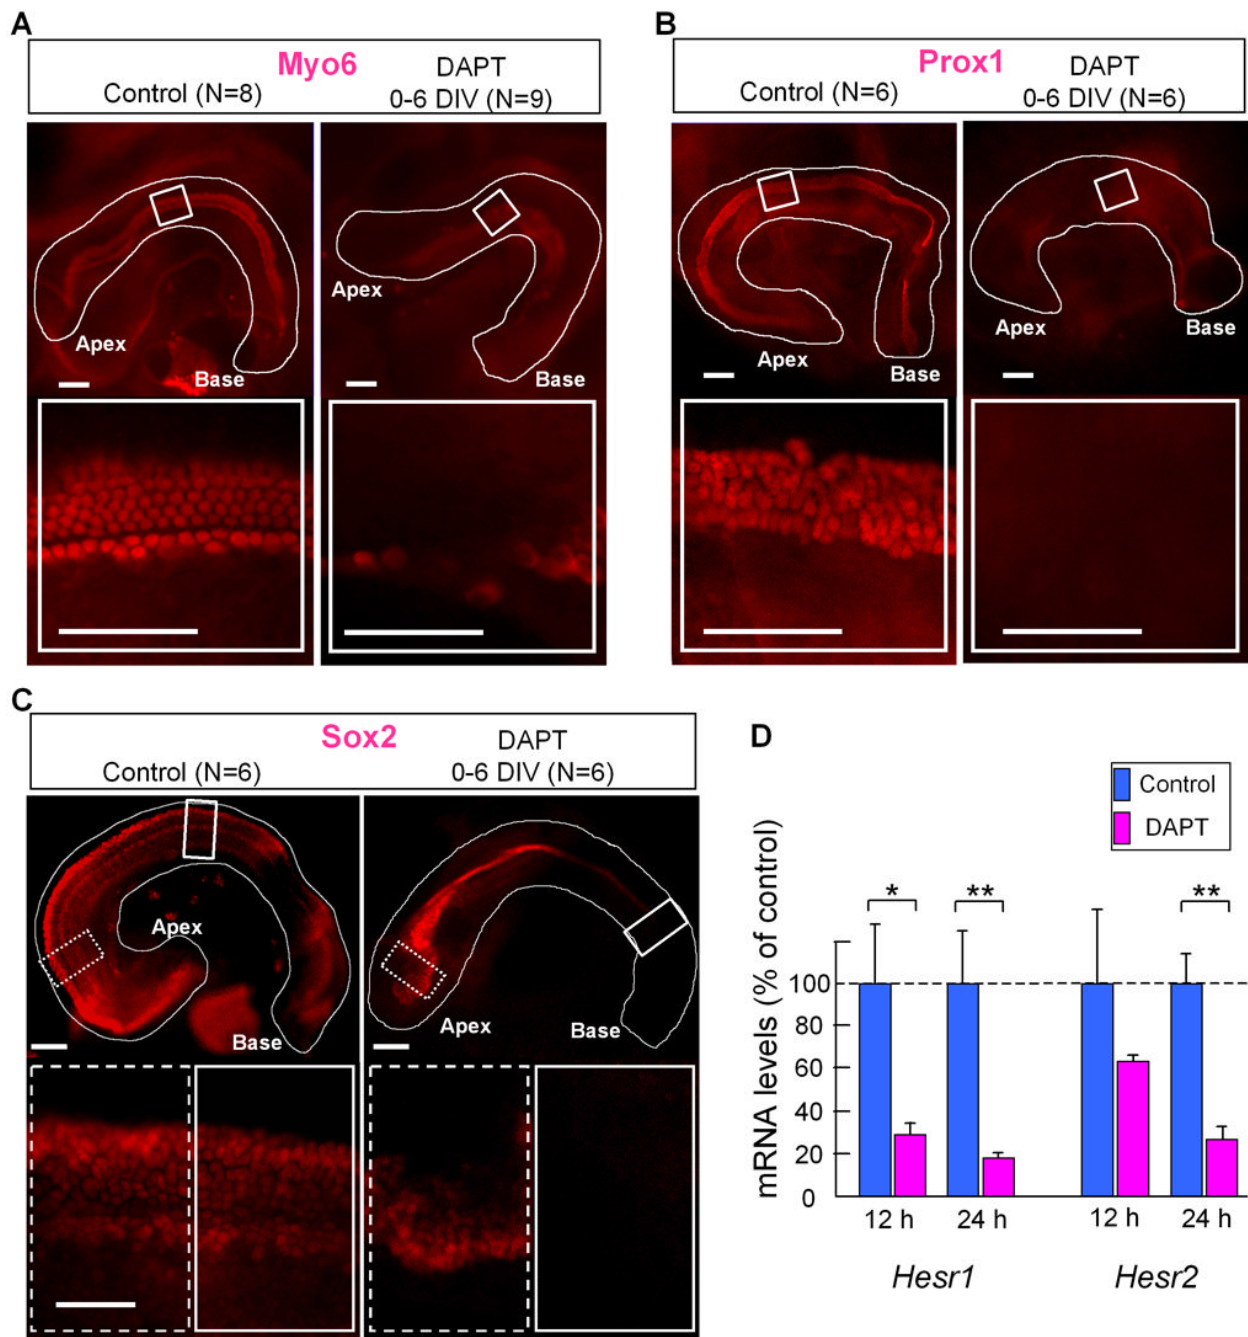 A
Myo6
Control (N=8)
DAPT
0-6 DIV (N=9)
Apex
Base
Apex
Base
B
Prox1
Control (N=6)
DAPT
0-6 DIV (N=6)
Apex
Base
Apex
Base
C
Sox2
Control (N=6)
DAPT
0-6 DIV (N=6)
Apex
Base
Apex
Base
D
Control
DAPT
mRNA levels (% of control)
* ** **
100
80
60
40
20
0
12 h 24 h 12 h 24 h
Hesr1 Hesr2